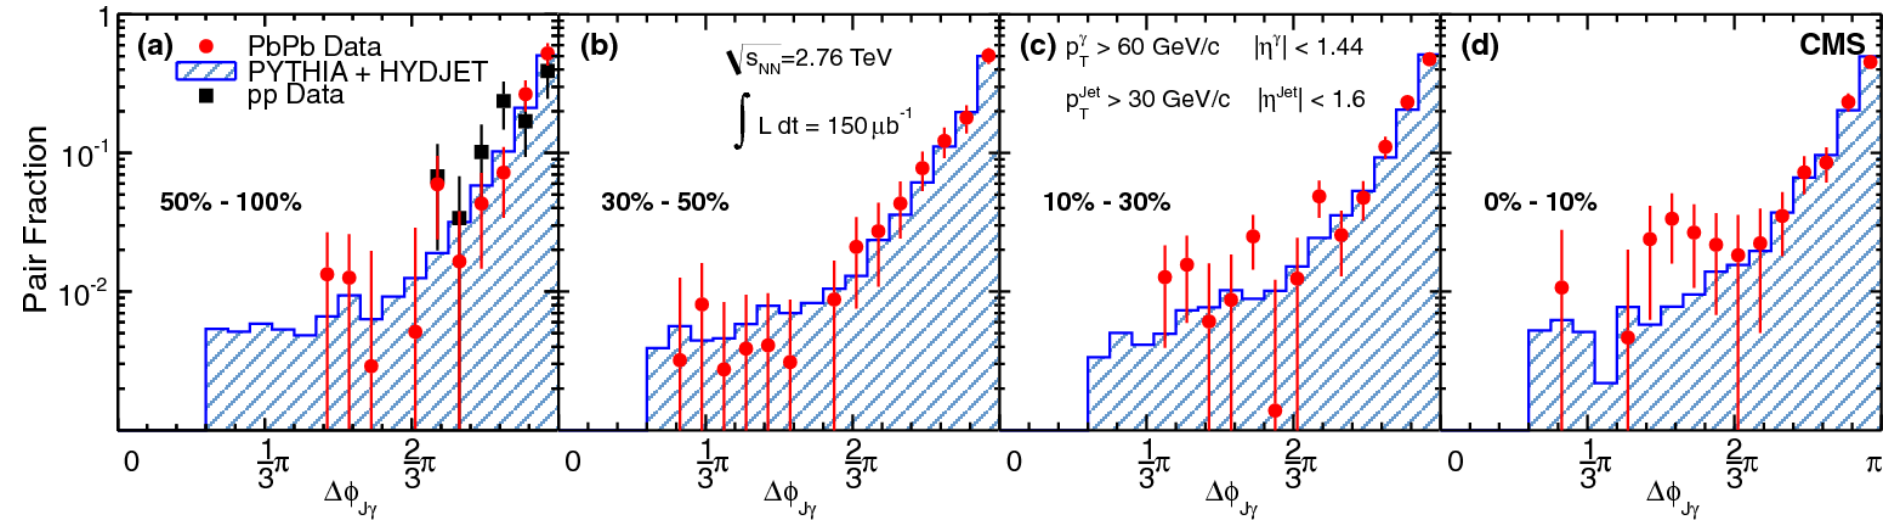 (a) PbPb Data
PYTHIA + HYDJET
pp Data
50% - 100%
(b)
√sNN=2.76 TeV
∫ L dt = 150 μb⁻¹
30% - 50%
(c) pTγ > 60 GeV/c |ηγ| < 1.44
pTJet > 30 GeV/c |ηJet| < 1.6
10% - 30%
(d) CMS
0% - 10%
Pair Fraction
1
10⁻¹
10⁻²
0 1/3π 2/3π 0 1/3π 2/3π 0 1/3π 2/3π 0 1/3π 2/3π π
ΔϕJγ ΔϕJγ ΔϕJγ ΔϕJγ